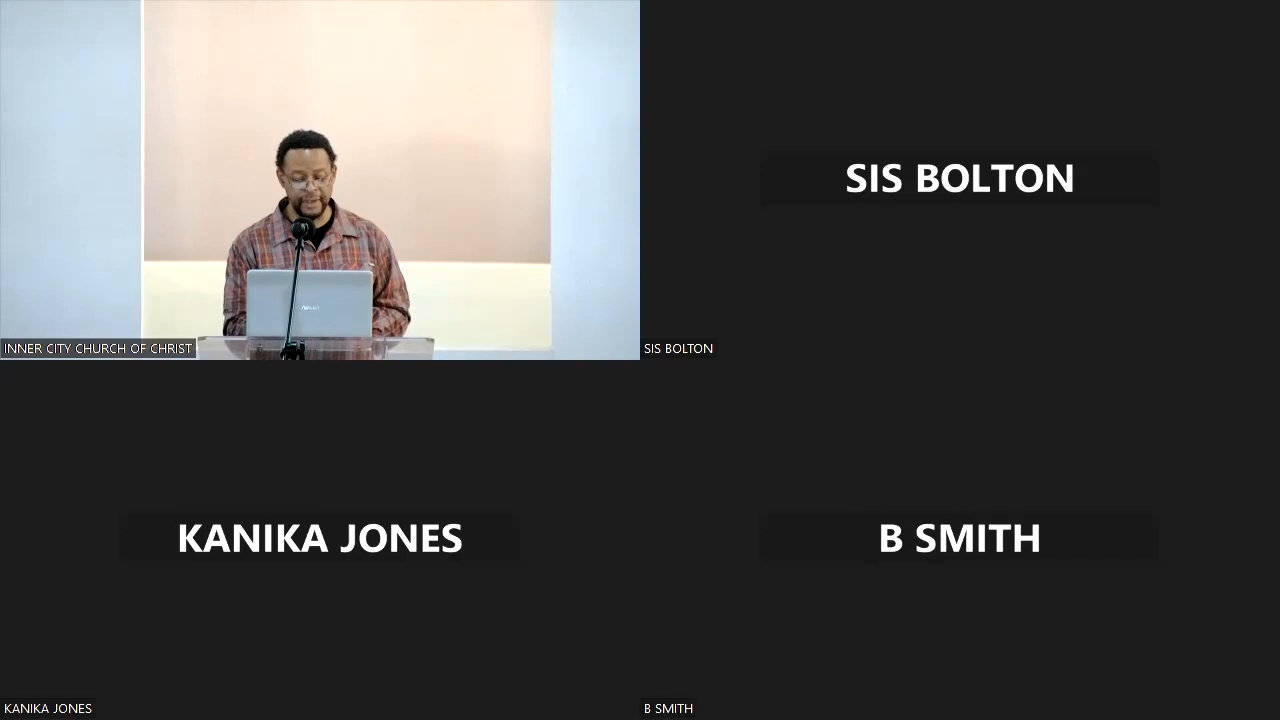 INNER CITY CHURCH OF CHRIST
SIS BOLTON
SIS BOLTON
KANIKA JONES
B SMITH
KANIKA JONES
B SMITH